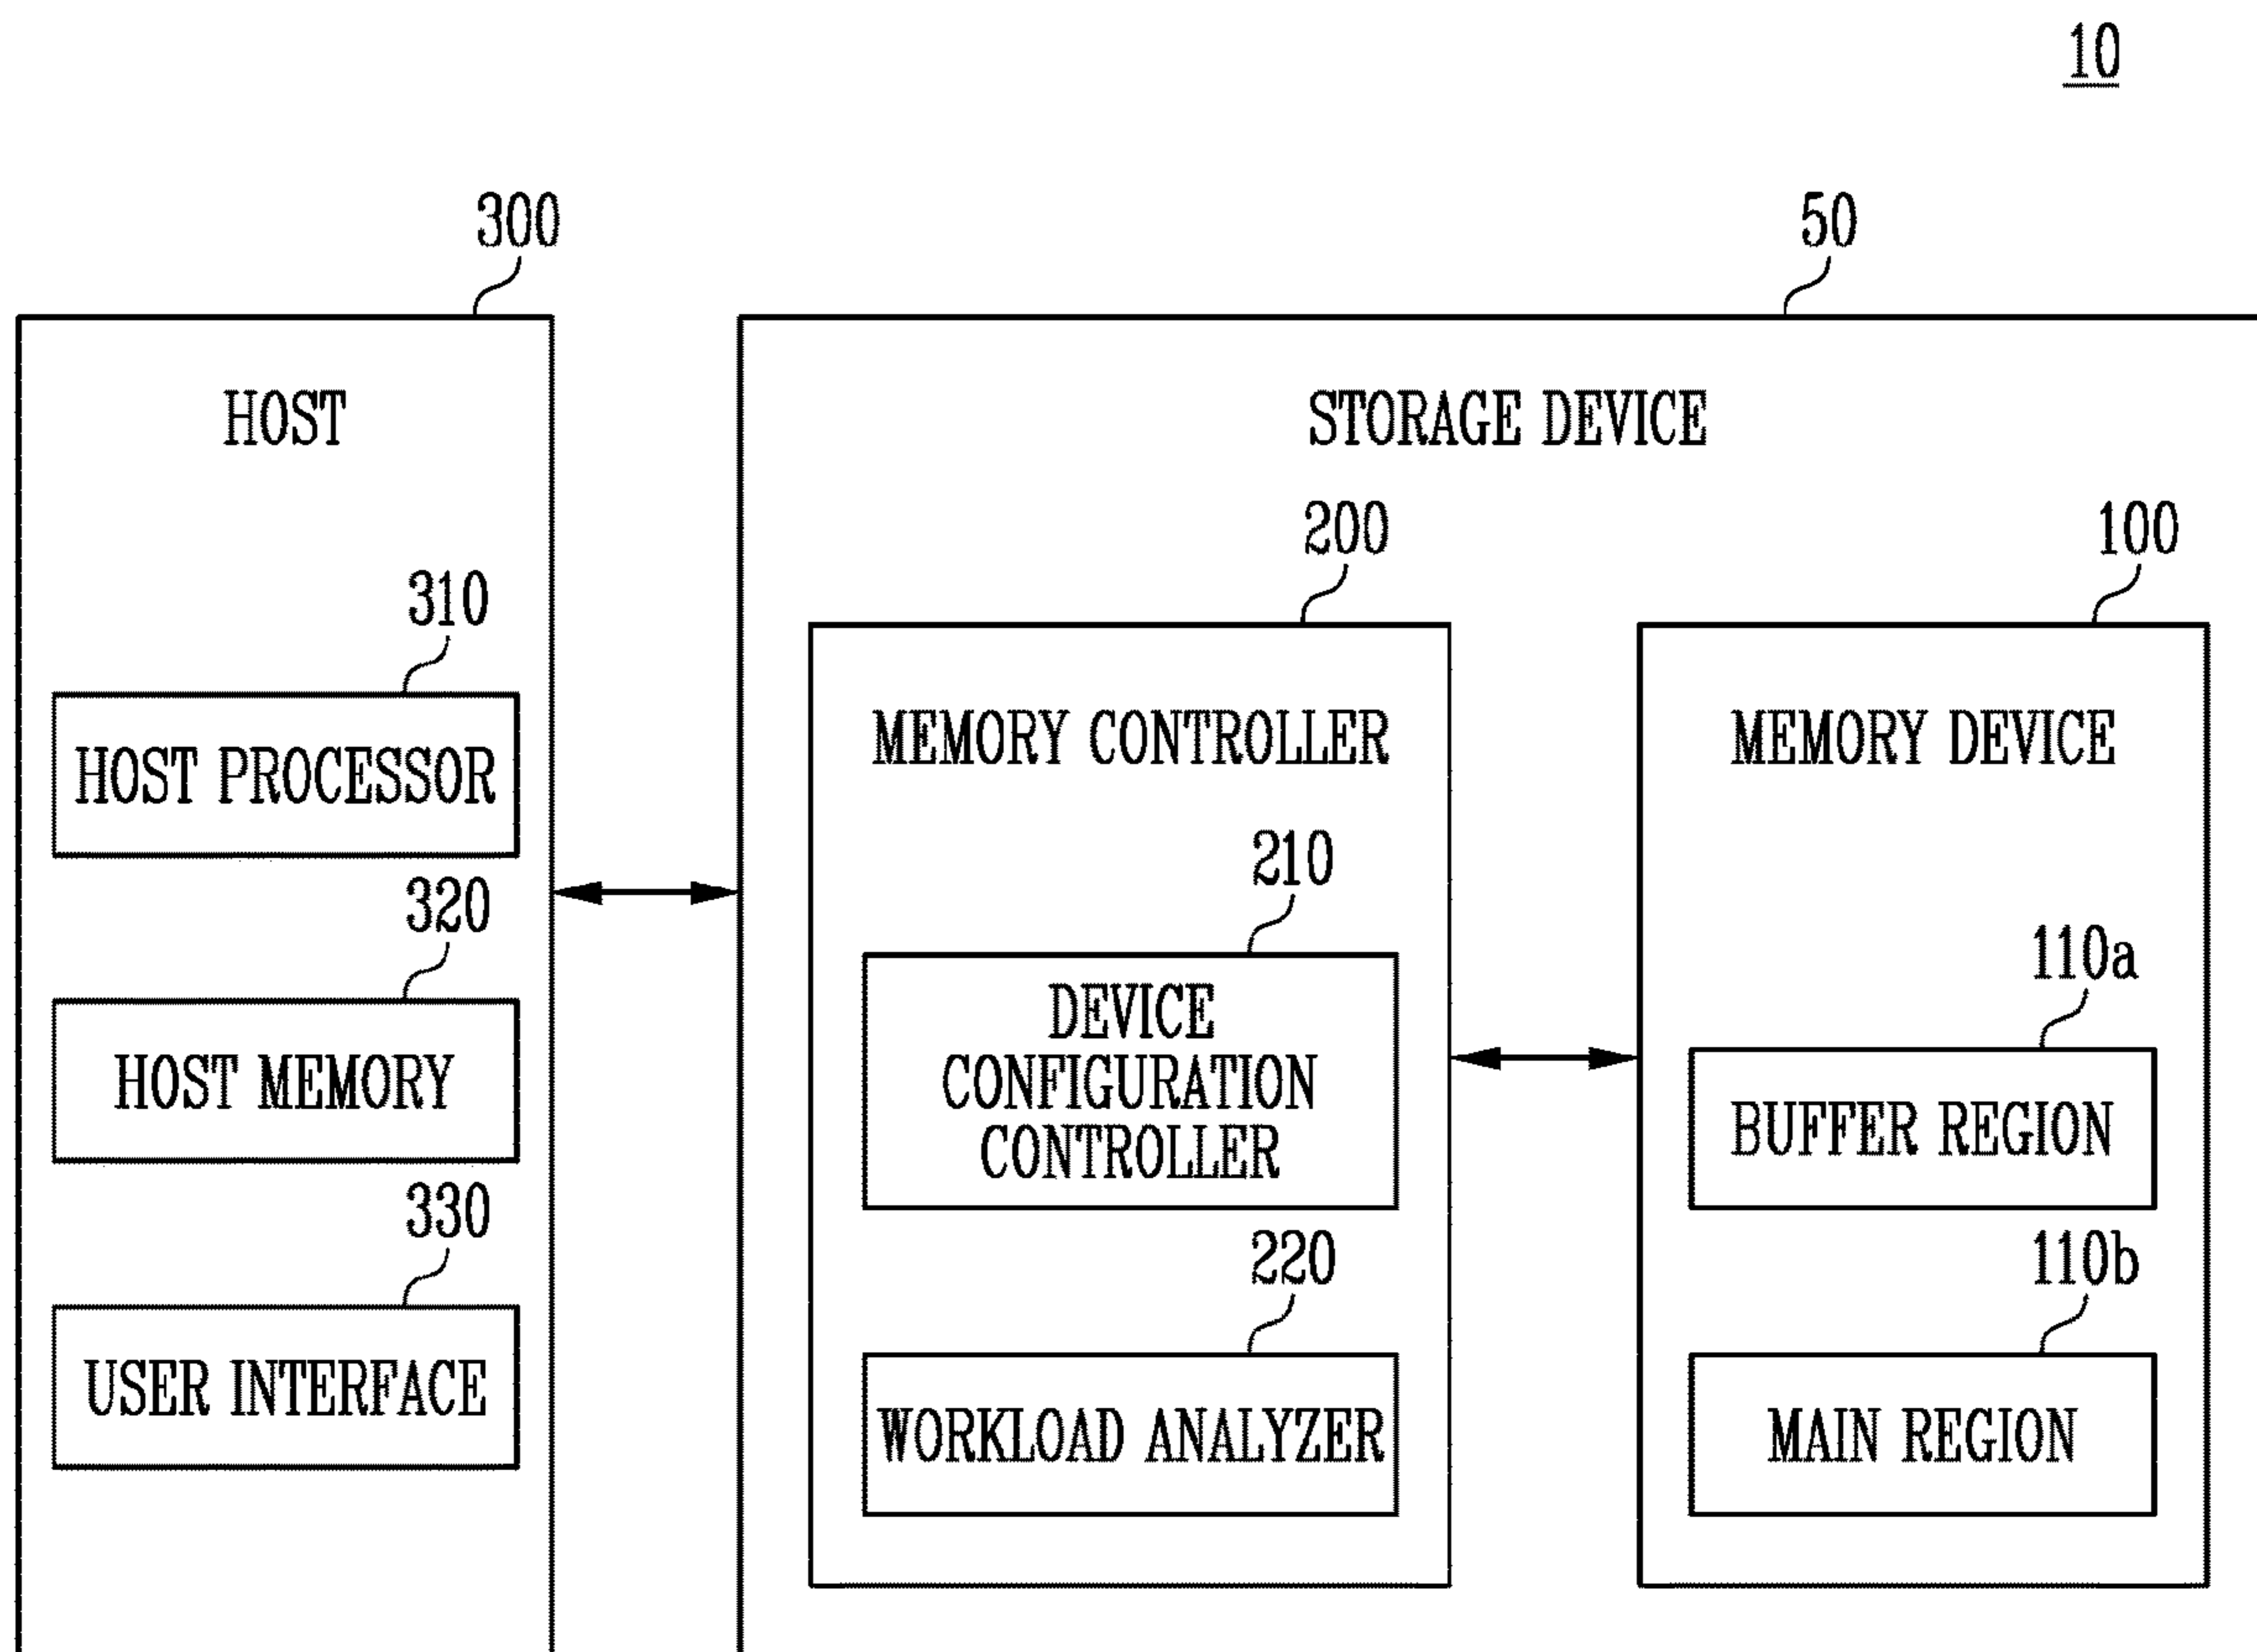 10
300
HOST
310
HOST PROCESSOR
320
HOST MEMORY
330
USER INTERFACE
50
STORAGE DEVICE
200
MEMORY CONTROLLER
210
DEVICE
CONFIGURATION
CONTROLLER
220
WORKLOAD ANALYZER
100
MEMORY DEVICE
110a
BUFFER REGION
110b
MAIN REGION